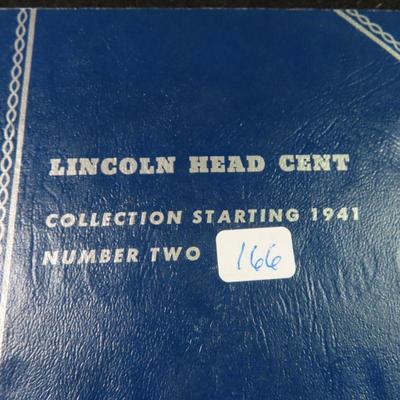 LINCOLN HEAD CENT
COLLECTION STARTING 1941
NUMBER TWO 166